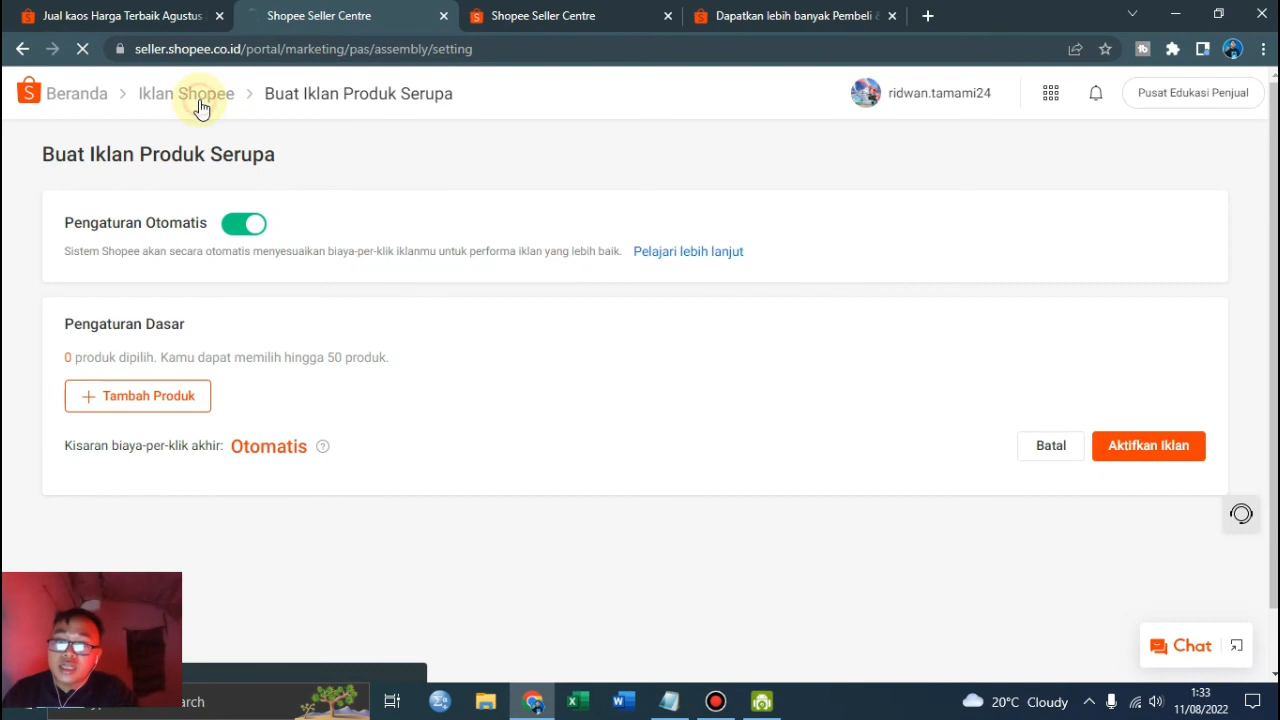 Jual kaos Harga Terbaik Agustus
Shopee Seller Centre
Shopee Seller Centre
Dapatkan lebih banyak Pembeli &
seller.shopee.co.id/portal/marketing/pas/assembly/setting
Beranda > Iklan Shopee > Buat Iklan Produk Serupa
ridwan.tamami24
Pusat Edukasi Penjual
Buat Iklan Produk Serupa
Pengaturan Otomatis
Sistem Shopee akan secara otomatis menyesuaikan biaya-per-klik iklanmu untuk performa iklan yang lebih baik. Pelajari lebih lanjut
Pengaturan Dasar
0 produk dipilih. Kamu dapat memilih hingga 50 produk.
+ Tambah Produk
Kisaran biaya-per-klik akhir: Otomatis ?
Batal
Aktifkan Iklan
Chat
arch
20°C Cloudy
1:33
11/08/2022